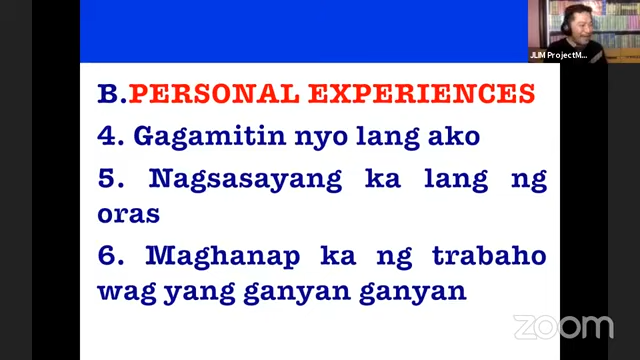 JLIM ProjectM...
B.PERSONAL EXPERIENCES
4. Gagamitin nyo lang ako
5. Nagsasayang ka lang ng
oras
6. Maghanap ka ng trabaho
wag yang ganyan ganyan
zoom